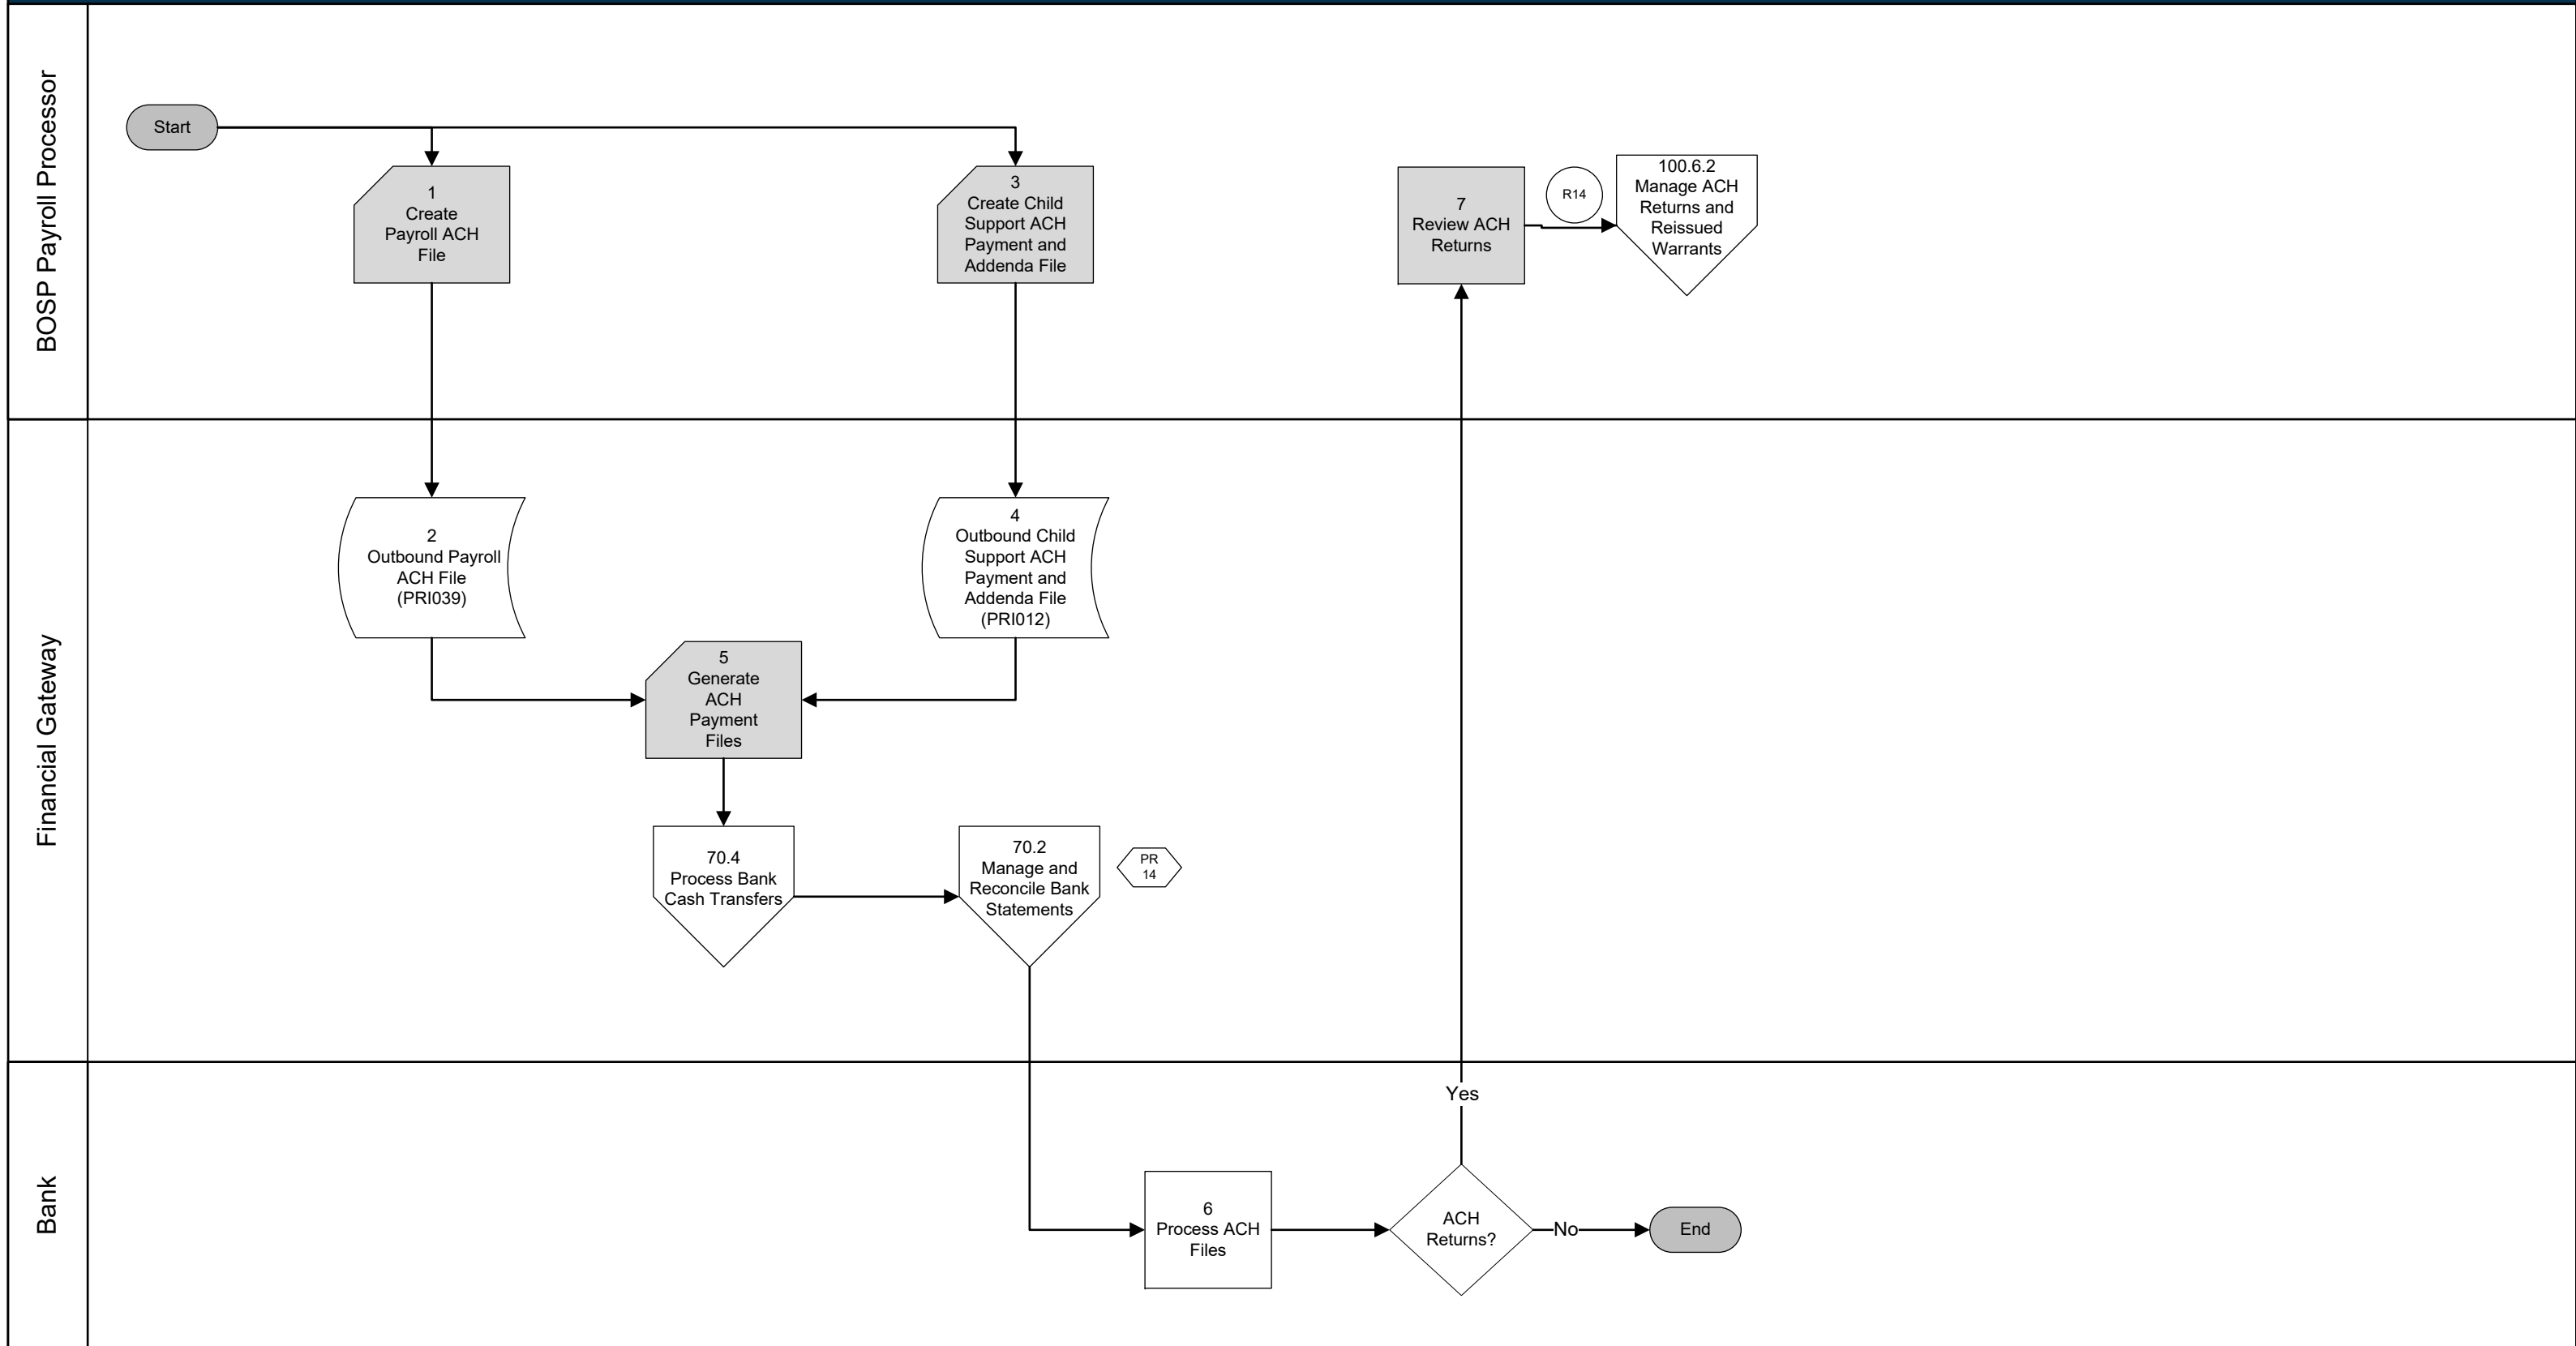 BOSP Payroll Processor
Start
1
Create
Payroll ACH
File
3
Create Child
Support ACH
Payment and
Addenda File
7
Review ACH
Returns
R14
100.6.2
Manage ACH
Returns and
Reissued
Warrants
Financial Gateway
2
Outbound Payroll
ACH File
(PRI039)
4
Outbound Child
Support ACH
Payment and
Addenda File
(PRI012)
5
Generate
ACH
Payment
Files
70.4
Process Bank
Cash Transfers
70.2
Manage and
Reconcile Bank
Statements
PR
14
Bank
Yes
6
Process ACH
Files
ACH
Returns?
No
End